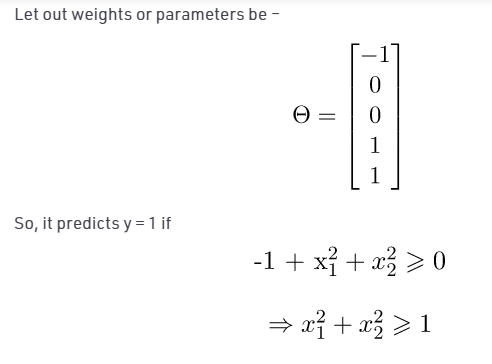 Let out weights or parameters be –
Θ = [−1
0
0
1
1]
So, it predicts y = 1 if
-1 + x₁² + x₂² ⩾ 0
⇒ x₁² + x₂² ⩾ 1